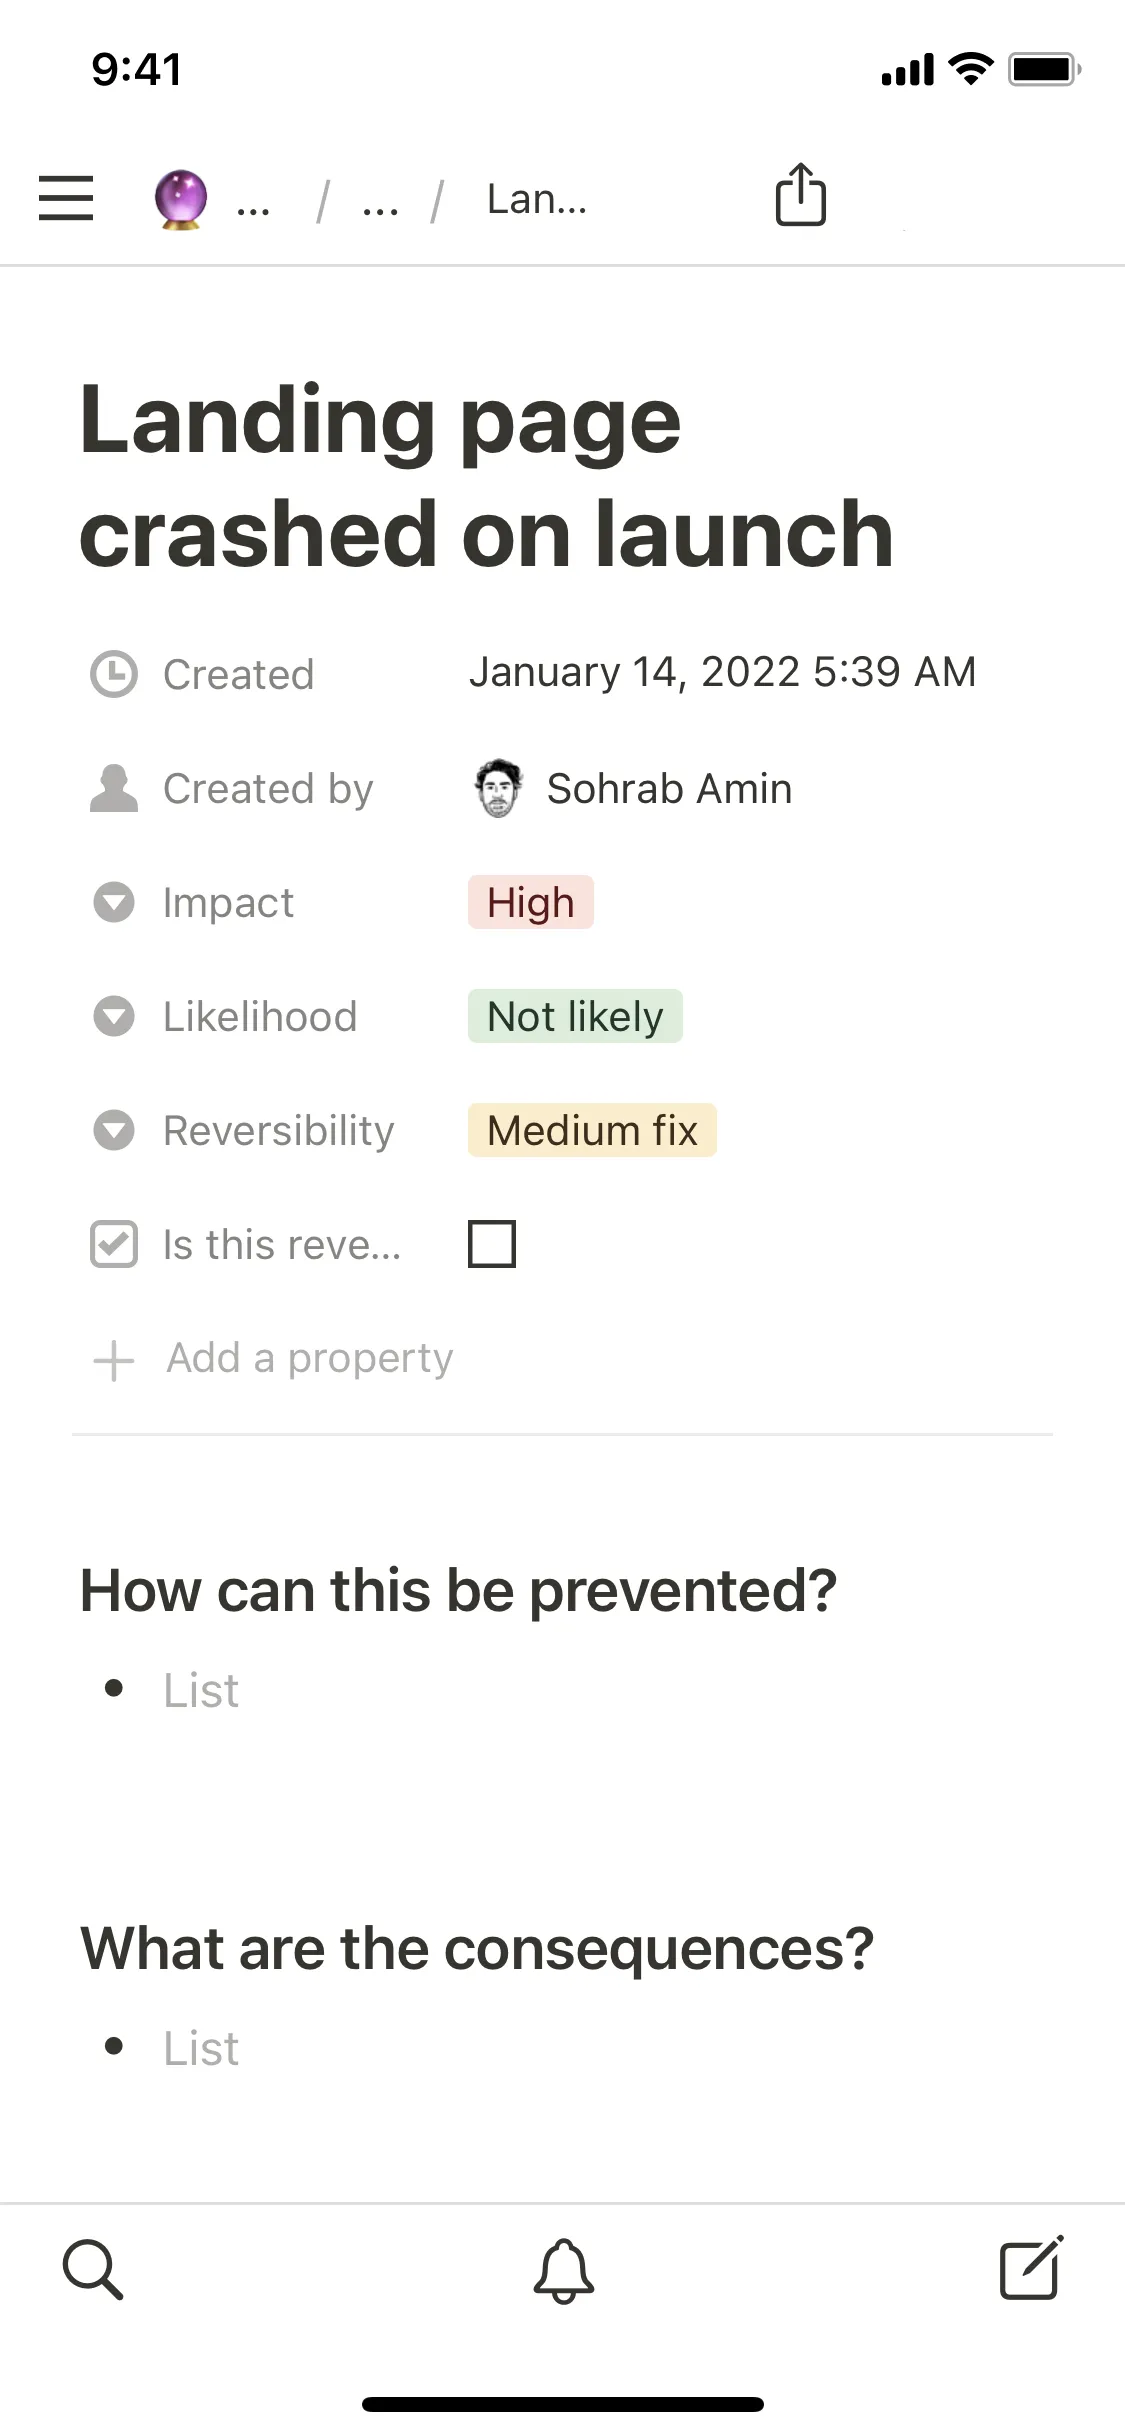 9:41
... / ... / Lan...
Landing page
crashed on launch
Created January 14, 2022 5:39 AM
Created by Sohrab Amin
Impact High
Likelihood Not likely
Reversibility Medium fix
Is this reve...
Add a property
How can this be prevented?
• List
What are the consequences?
• List